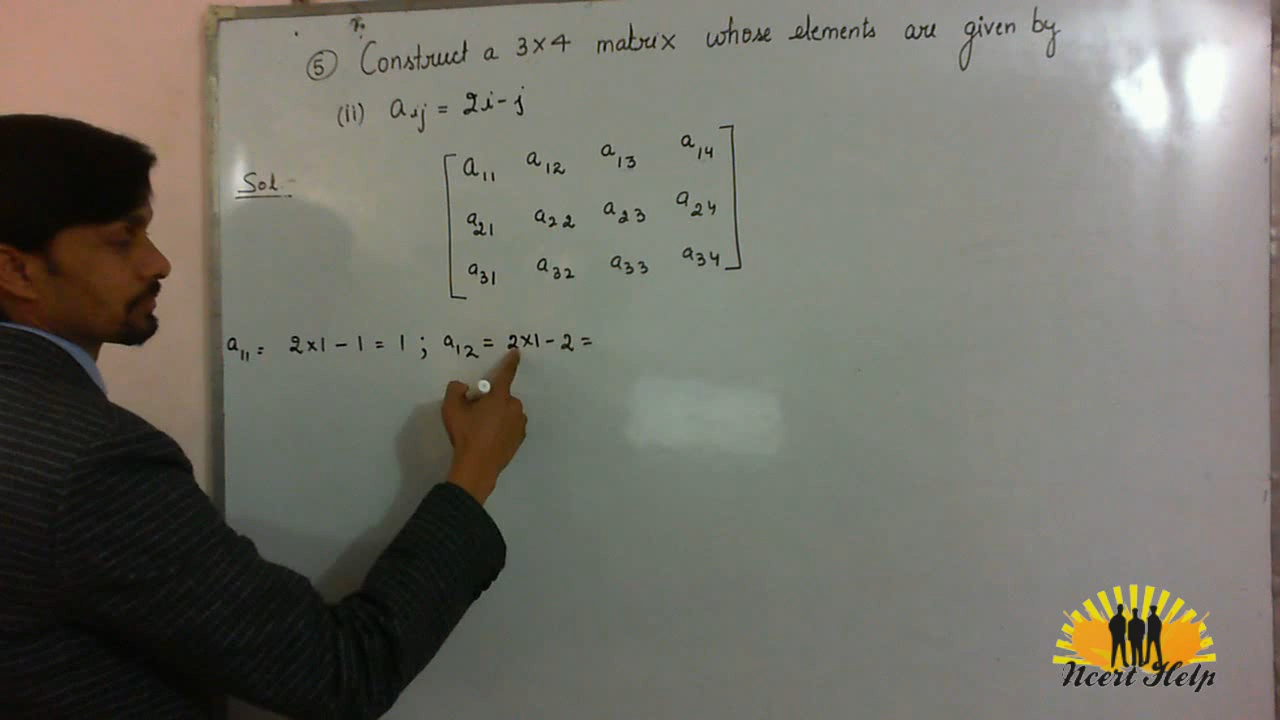 ⑤ Construct a 3×4 matrix whose elements are given by
(ii) aij = 2i - j
Sol.-
a11 a12 a13 a14
a21 a22 a23 a24
a31 a32 a33 a34
a11 = 2×1 - 1 = 1 ; a12 = 2×1 - 2 =
Ncert Help